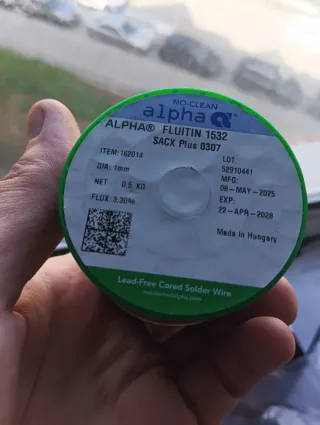 NO-CLEAN
alpha
ALPHA® FLUITIN 1532
SACX Plus 0307
ITEM: 162014
DIA: 1mm
NET 0.5 KG
FLUX: 3.30%
LOT:
52910441
MFG:
08-MAY-2025
EXP:
22-APR-2028
Made in Hungary
Lead-Free Cored Solder Wire